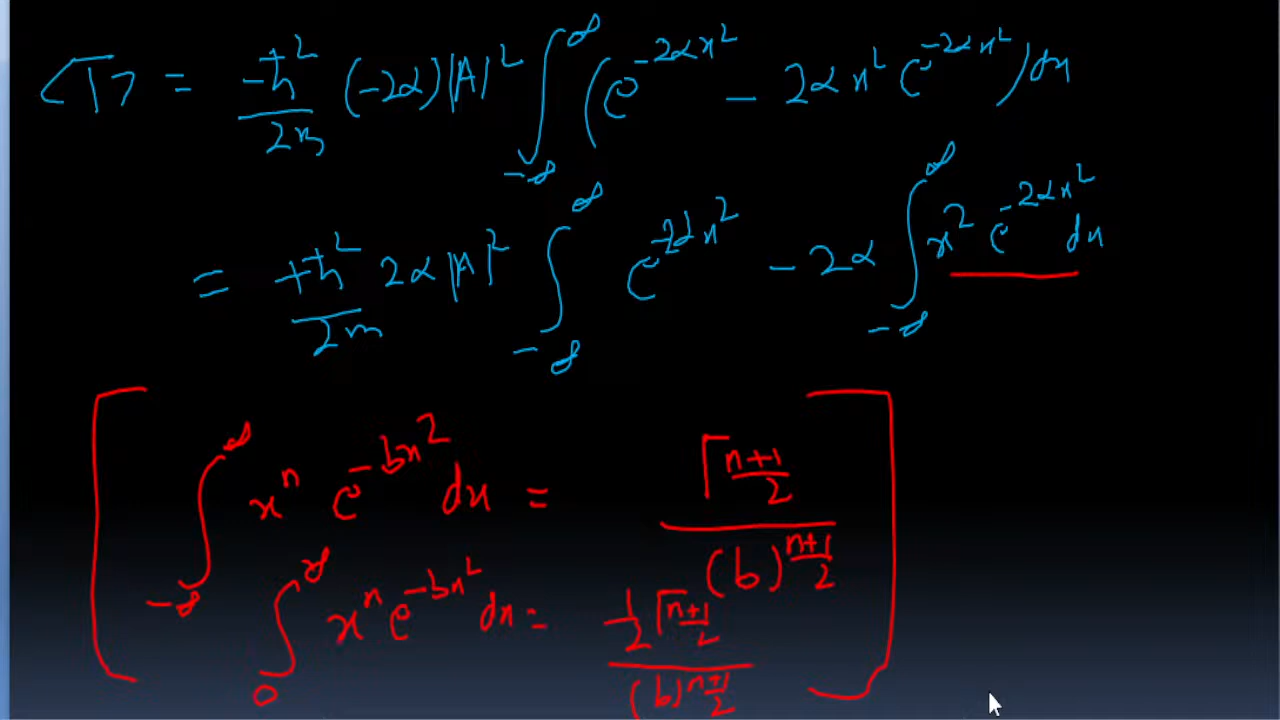 <T> = -ħ²/2m (-2α)|A|² ∫_{-∞}^{∞} (e^{-2αx²} - 2αx² e^{-2αx²}) dx
= +ħ²/2m 2α|A|² ∫_{-∞}^{∞} e^{-2αx²} - 2α ∫_{-∞}^{∞} x² e^{-2αx²} dx
[ ∫_{-∞}^{∞} xⁿ e^{-bx²} dx = Γ(n+1)/2 / (b)^{(n+1)/2}
∫_{0}^{∞} xⁿ e^{-bx²} dx = 1/2 Γ(n+1)/2 / (b)^{(n+1)/2} ]